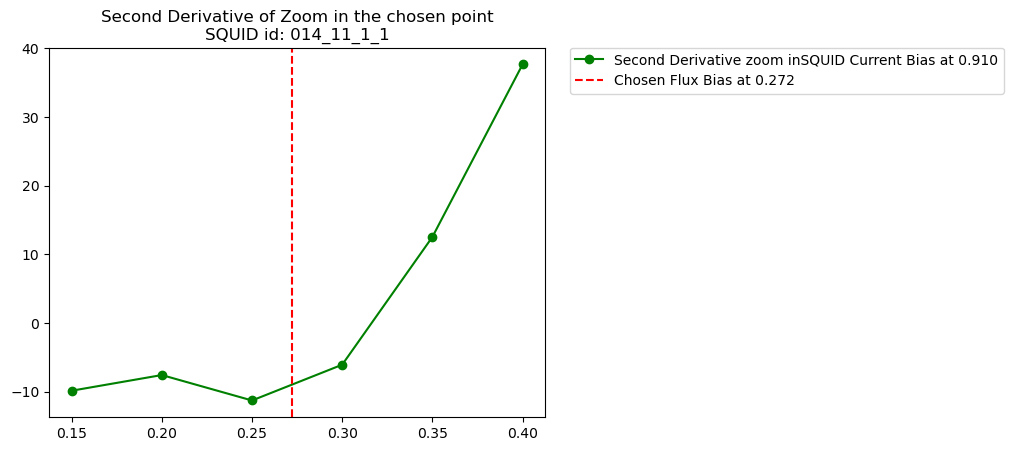 Second Derivative of Zoom in the chosen point
SQUID id: 014_11_1_1
Second Derivative zoom inSQUID Current Bias at 0.910
Chosen Flux Bias at 0.272
40
30
20
10
0
−10
0.15 0.20 0.25 0.30 0.35 0.40